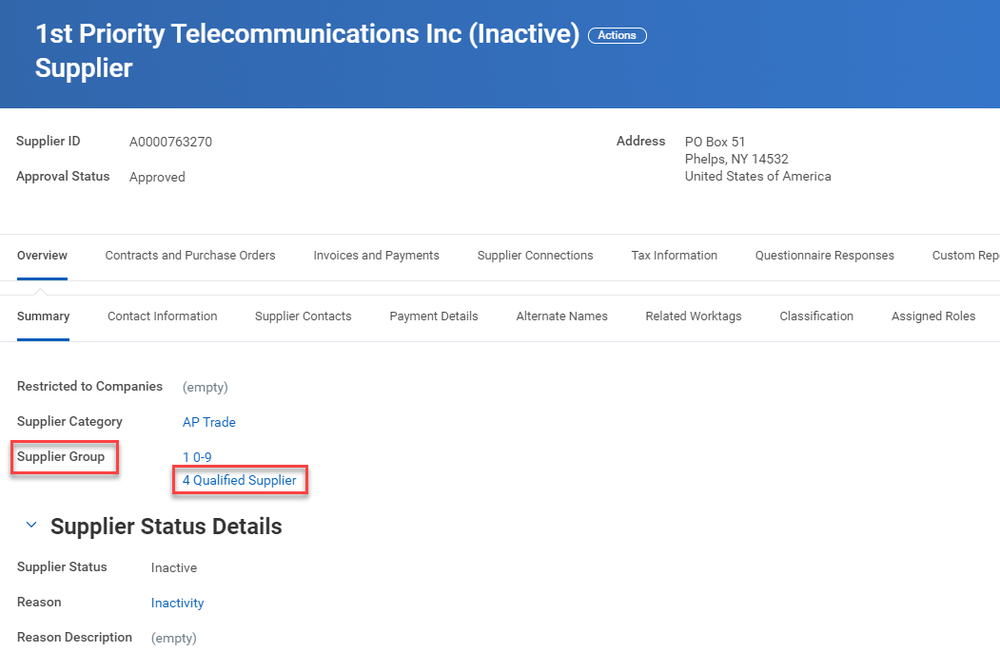 1st Priority Telecommunications Inc (Inactive) Actions
Supplier
Supplier ID A0000763270
Approval Status Approved
Address PO Box 51
Phelps, NY 14532
United States of America
Overview Contracts and Purchase Orders Invoices and Payments Supplier Connections Tax Information Questionnaire Responses Custom Rep
Summary Contact Information Supplier Contacts Payment Details Alternate Names Related Worktags Classification Assigned Roles
Restricted to Companies (empty)
Supplier Category AP Trade
Supplier Group 1 0-9
4 Qualified Supplier
Supplier Status Details
Supplier Status Inactive
Reason Inactivity
Reason Description (empty)